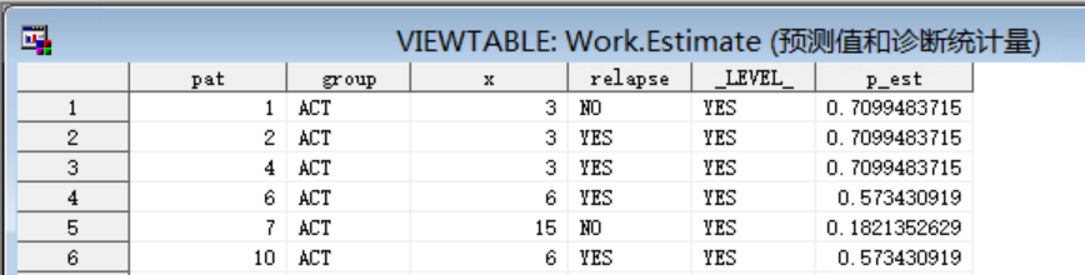 VIEWTABLE: Work.Estimate (预测值和诊断统计量)
pat group x relapse _LEVEL_ p_est
1 1 ACT 3 NO YES 0.7099483715
2 2 ACT 3 YES YES 0.7099483715
3 4 ACT 3 YES YES 0.7099483715
4 6 ACT 6 YES YES 0.573430919
5 7 ACT 15 NO YES 0.1821352629
6 10 ACT 6 YES YES 0.573430919